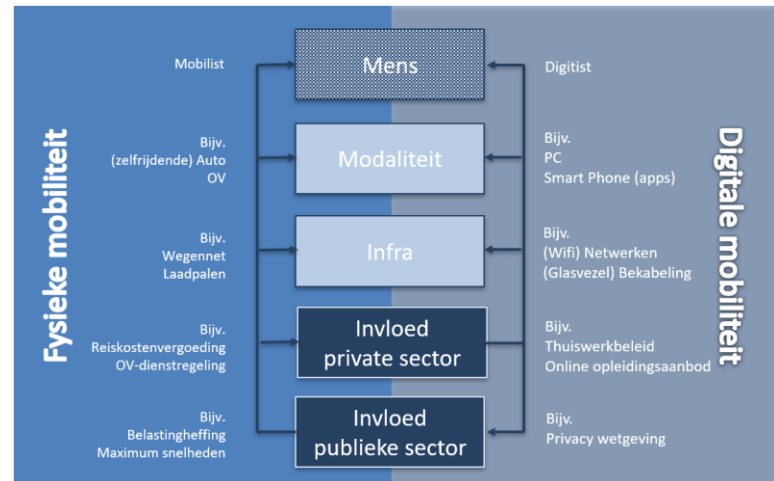 Fysieke mobiliteit
Digitale mobiliteit
Mobilist
Mens
Digitist
Bijv.
(zelfrijdende) Auto
OV
Modaliteit
Bijv.
PC
Smart Phone (apps)
Bijv.
Wegennet
Laadpalen
Infra
Bijv.
(Wifi) Netwerken
(Glasvezel) Bekabeling
Bijv.
Reiskostenvergoeding
OV-dienstregeling
Invloed
private sector
Bijv.
Thuiswerkbeleid
Online opleidingsaanbod
Bijv.
Belastingheffing
Maximum snelheden
Invloed
publieke sector
Bijv.
Privacy wetgeving